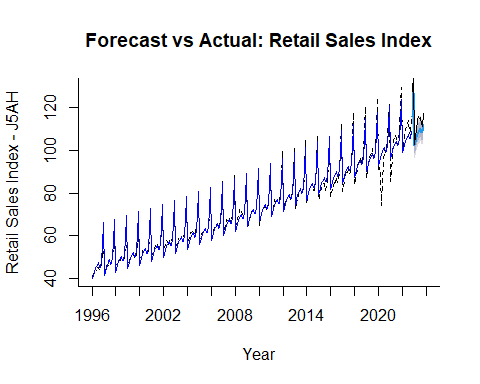 Forecast vs Actual: Retail Sales Index
Retail Sales Index - J5AH
120
100
80
60
40
1996 2002 2008 2014 2020
Year